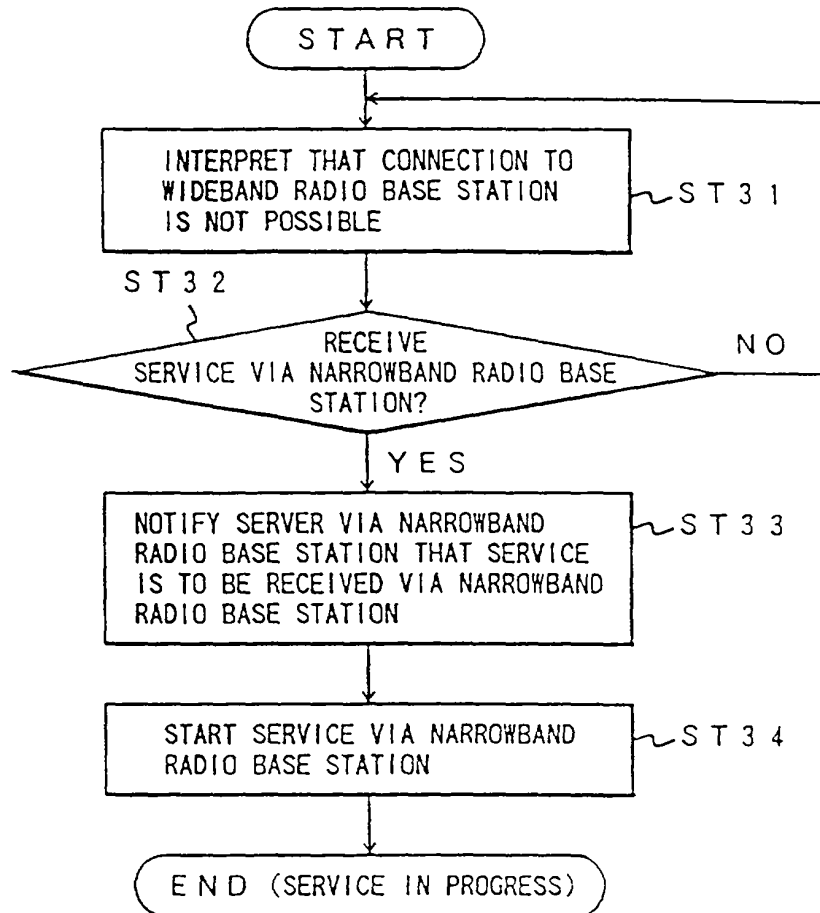 START
INTERPRET THAT CONNECTION TO
WIDEBAND RADIO BASE STATION
IS NOT POSSIBLE
ST31
ST32
RECEIVE
SERVICE VIA NARROWBAND RADIO BASE
STATION?
NO
YES
NOTIFY SERVER VIA NARROWBAND
RADIO BASE STATION THAT SERVICE
IS TO BE RECEIVED VIA NARROWBAND
RADIO BASE STATION
ST33
START SERVICE VIA NARROWBAND
RADIO BASE STATION
ST34
END (SERVICE IN PROGRESS)